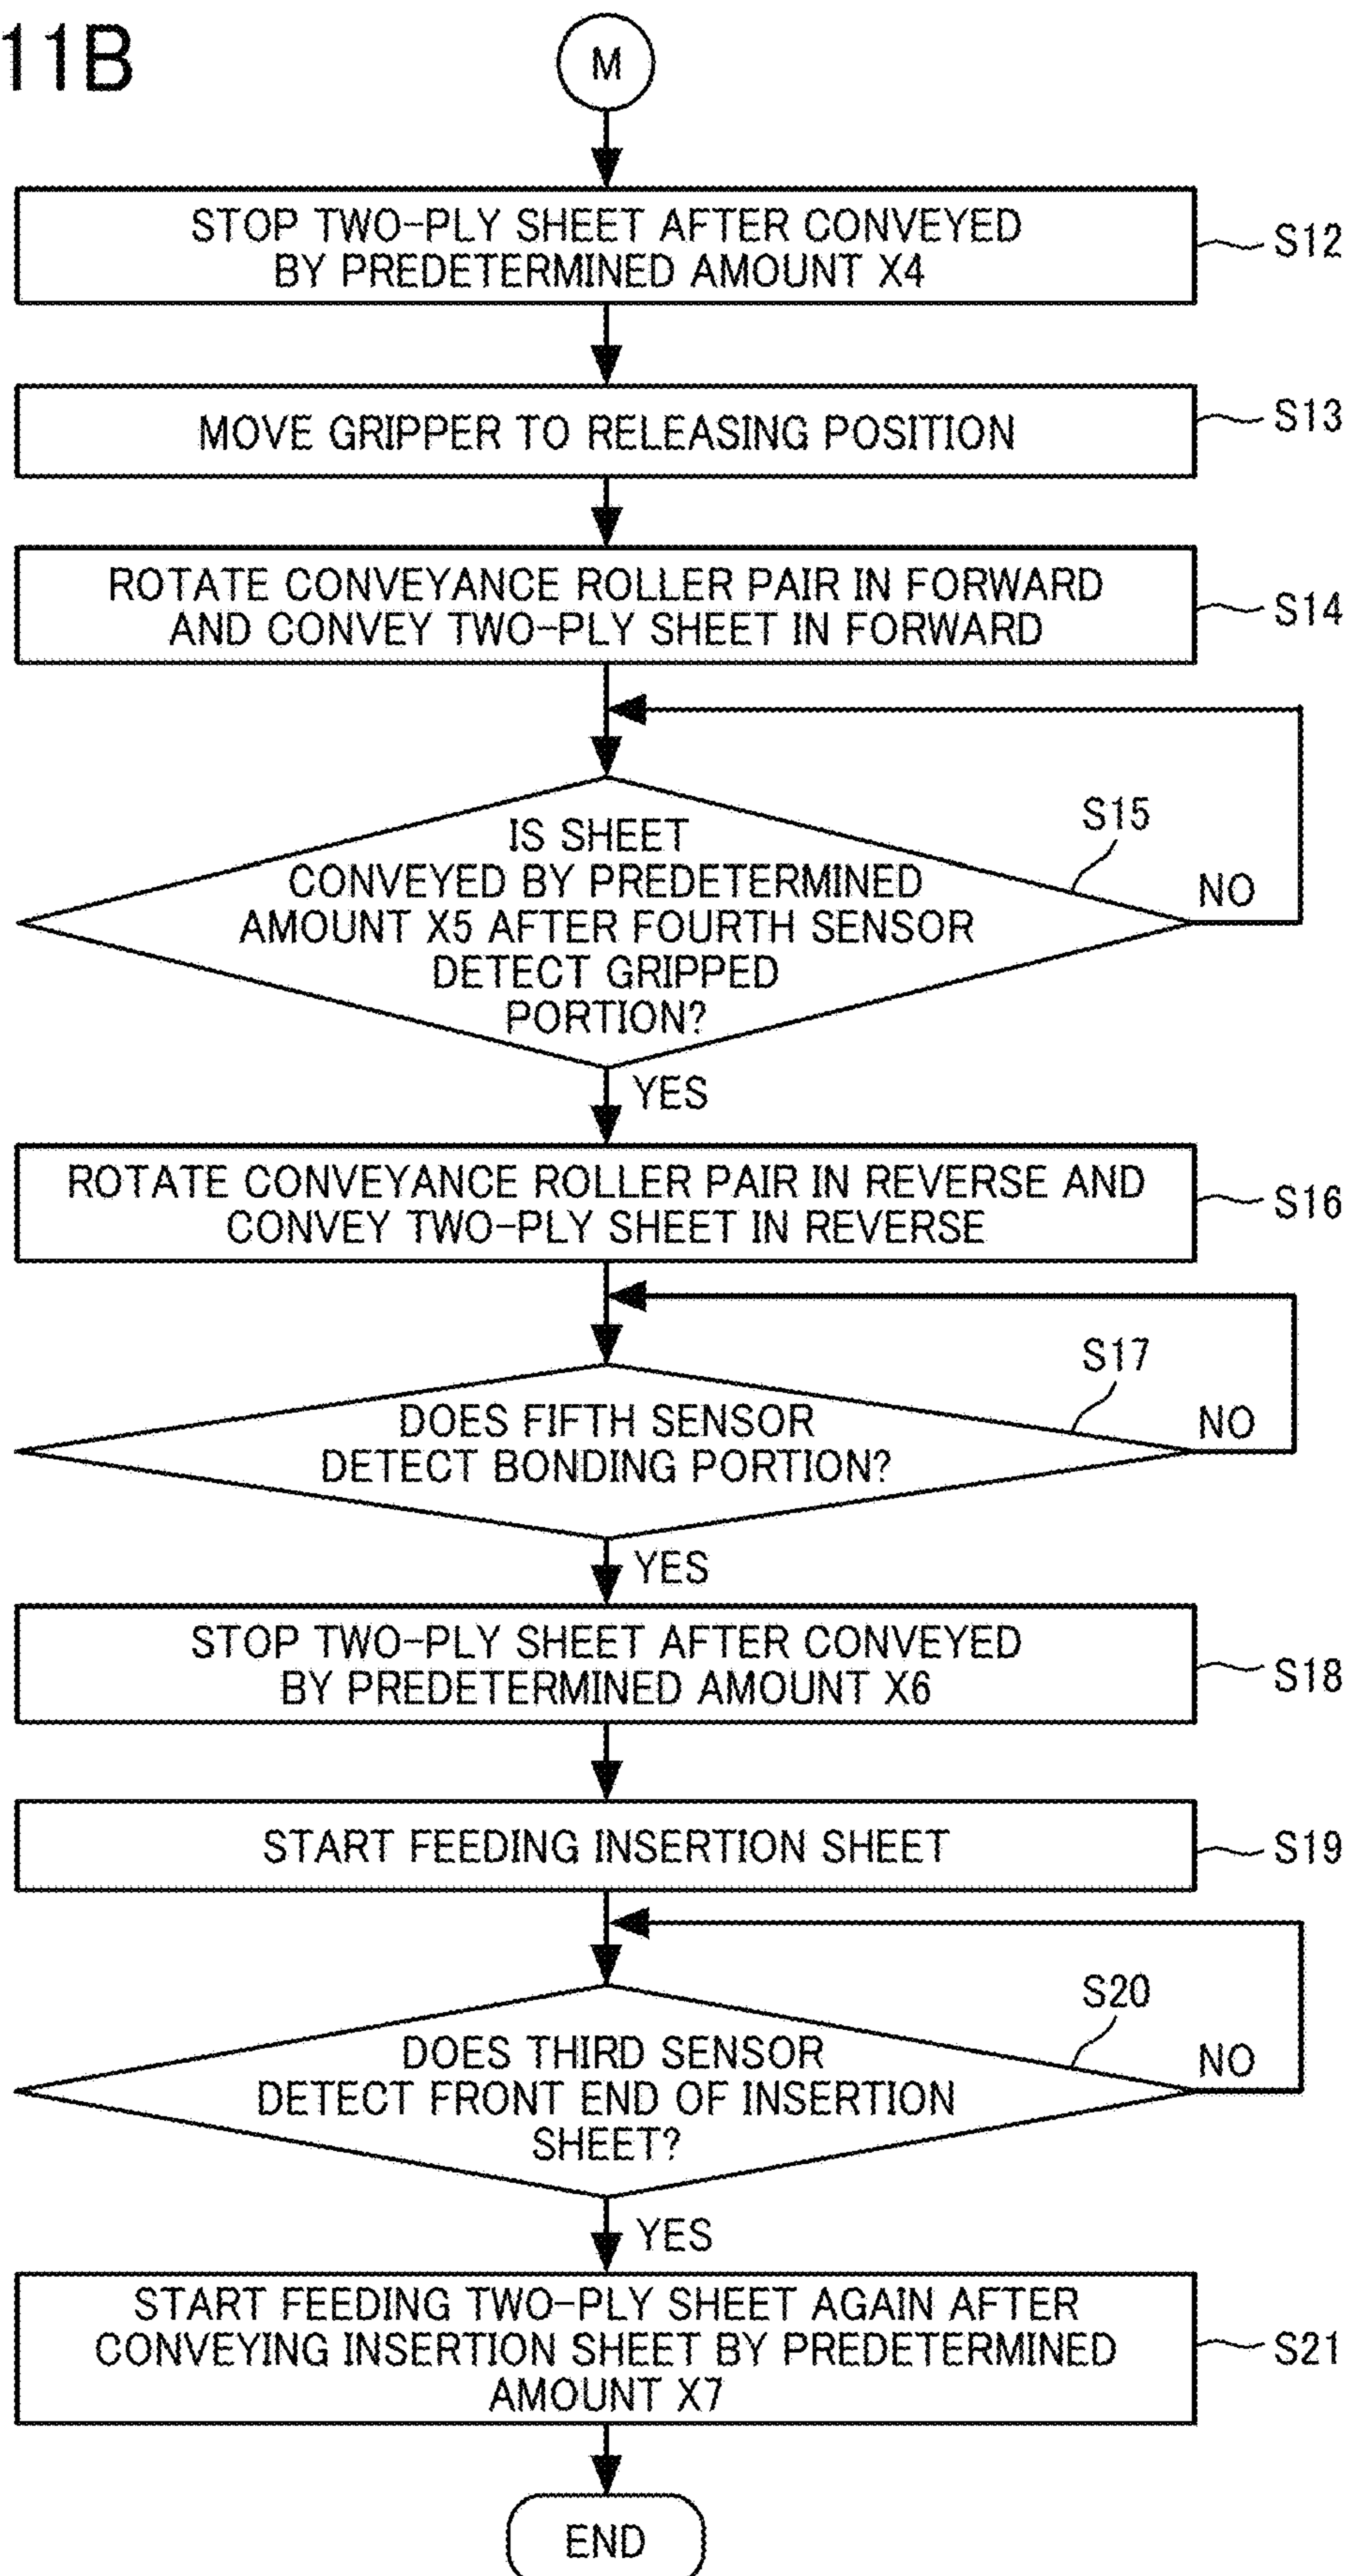 11B
M
STOP TWO-PLY SHEET AFTER CONVEYED
BY PREDETERMINED AMOUNT X4
S12
MOVE GRIPPER TO RELEASING POSITION
S13
ROTATE CONVEYANCE ROLLER PAIR IN FORWARD
AND CONVEY TWO-PLY SHEET IN FORWARD
S14
IS SHEET
CONVEYED BY PREDETERMINED
AMOUNT X5 AFTER FOURTH SENSOR
DETECT GRIPPED
PORTION?
S15
NO
YES
ROTATE CONVEYANCE ROLLER PAIR IN REVERSE AND
CONVEY TWO-PLY SHEET IN REVERSE
S16
DOES FIFTH SENSOR
DETECT BONDING PORTION?
S17
NO
YES
STOP TWO-PLY SHEET AFTER CONVEYED
BY PREDETERMINED AMOUNT X6
S18
START FEEDING INSERTION SHEET
S19
DOES THIRD SENSOR
DETECT FRONT END OF INSERTION
SHEET?
S20
NO
YES
START FEEDING TWO-PLY SHEET AGAIN AFTER
CONVEYING INSERTION SHEET BY PREDETERMINED
AMOUNT X7
S21
END